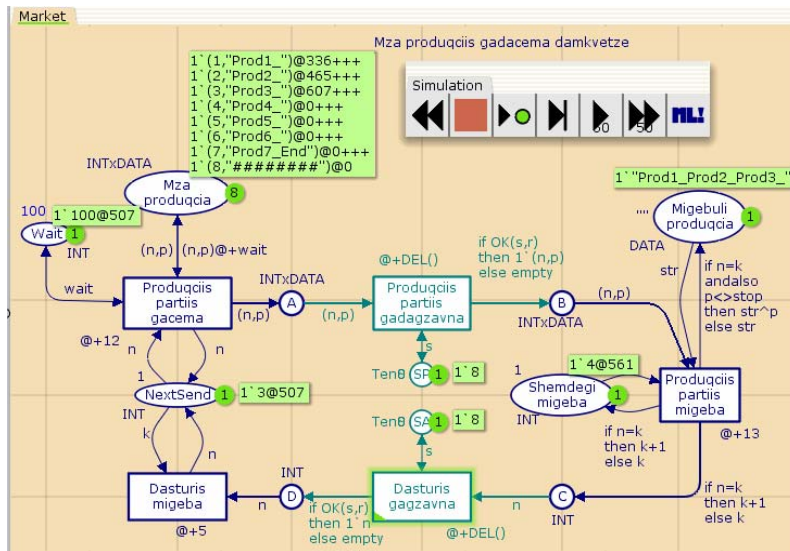 Market
Mza produqciis gadacema damkvetze
1`(1,"Prod1_")@336+++
1`(2,"Prod2_")@465+++
1`(3,"Prod3_")@607+++
1`(4,"Prod4_")@0+++
1`(5,"Prod5_")@0+++
1`(6,"Prod6_")@0+++
1`(7,"Prod7_End")@0+++
1`(8,"########")@0
Simulation
50
ML!
INTxDATA
Mza
produqcia
8
1`"Prod1_Prod2_Prod3_"
100
1`100@507
Wait
1
INT
""
Migebuli
produqcia
1
DATA
(n,p)
(n,p)@+wait
wait
@+DEL()
if OK(s,r)
then 1`(n,p)
else empty
str
if n=k
andalso
p<>stop
then str^p
else str
Produqciis
partiis
gacema
@+12
(n,p)
INTxDATA
A
(n,p)
Produqciis
partiis
gadagzavna
B
INTxDATA
(n,p)
n
n
s
Ten0
SP
1
1`8
1
NextSend
1
1`3@507
INT
1
1`4@561
Shemdegi
migeba
1
INT
Produqciis
partiis
migeba
@+13
Ten0
SA
1
1`8
s
if n=k
then k+1
else k
k
n
Dasturis
migeba
@+5
n
INT
D
if OK(s,r)
then 1`n
else empty
Dasturis
gagzavna
@+DEL()
n
C
INT
if n=k
then k+1
else k